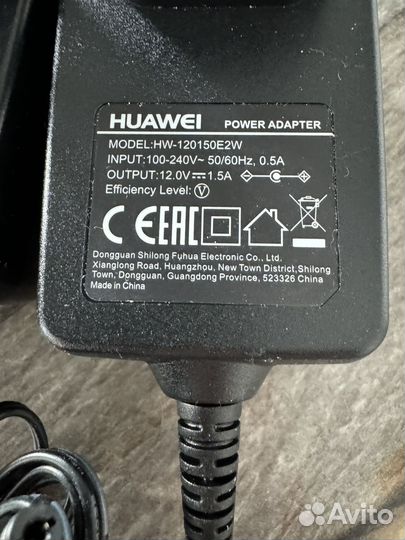 HUAWEI POWER ADAPTER
MODEL:HW-120150E2W
INPUT:100-240V~ 50/60Hz, 0.5A
OUTPUT:12.0V⎓1.5A
Efficiency Level: Ⓥ
CE EAC
Dongguan Shilong Fuhua Electronic Co., Ltd.
Xianglong Road, Huangzhou, New Town District,Shilong
Town, Dongguan, Guangdong Province, 523326 China
Made in China
Avito